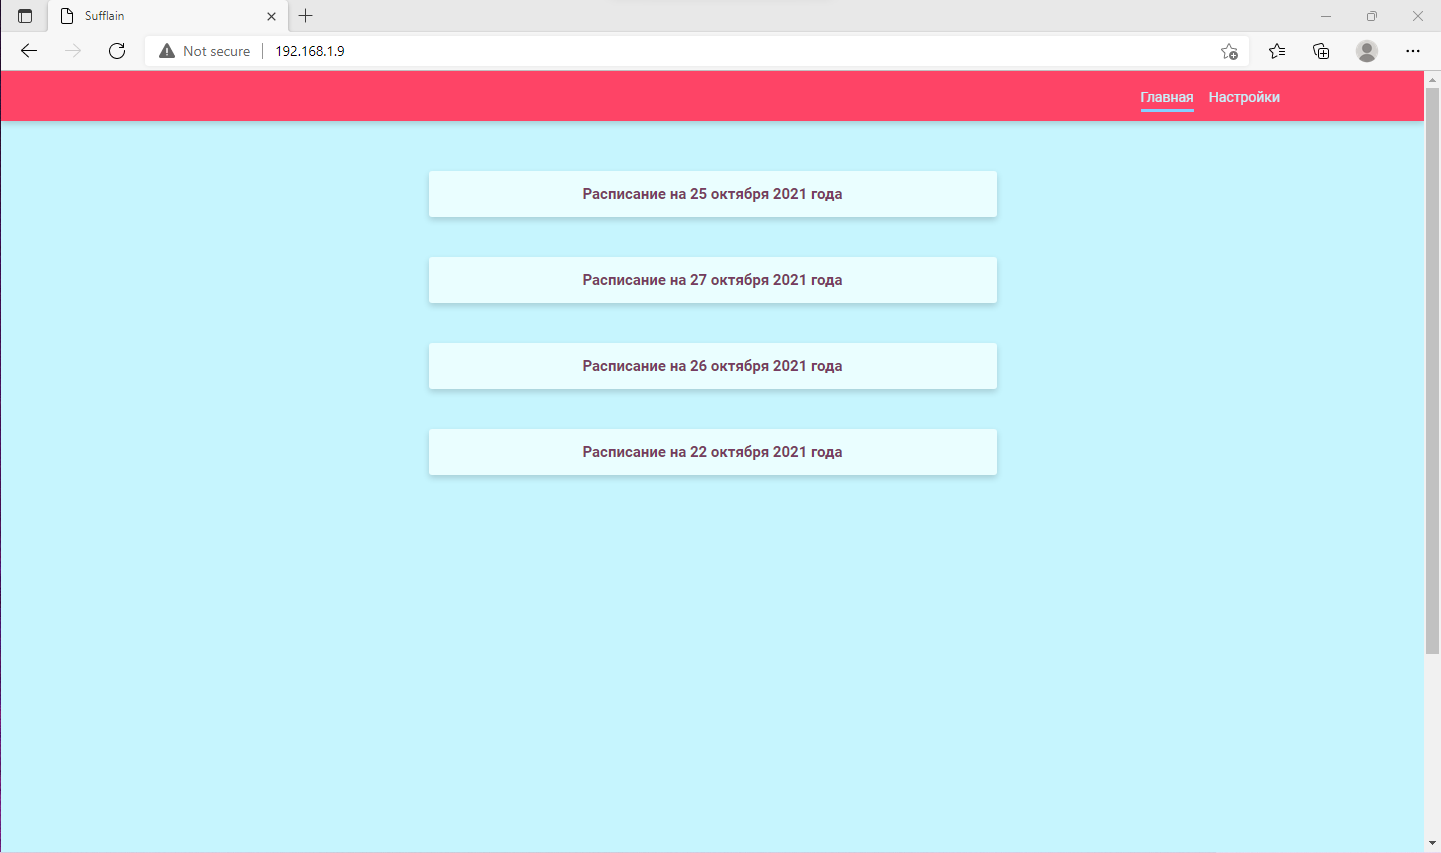 Sufflain
Not secure
192.168.1.9
Главная Настройки
Расписание на 25 октября 2021 года
Расписание на 27 октября 2021 года
Расписание на 26 октября 2021 года
Расписание на 22 октября 2021 года